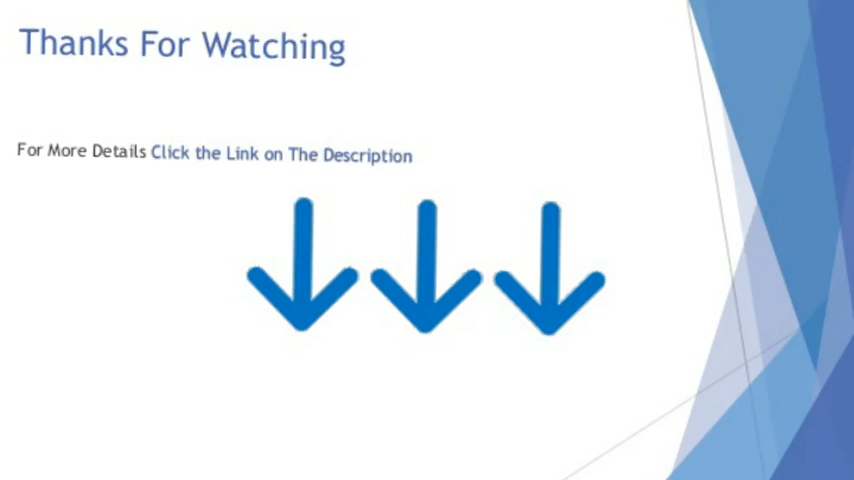 Thanks For Watching
For More Details Click the Link on The Description